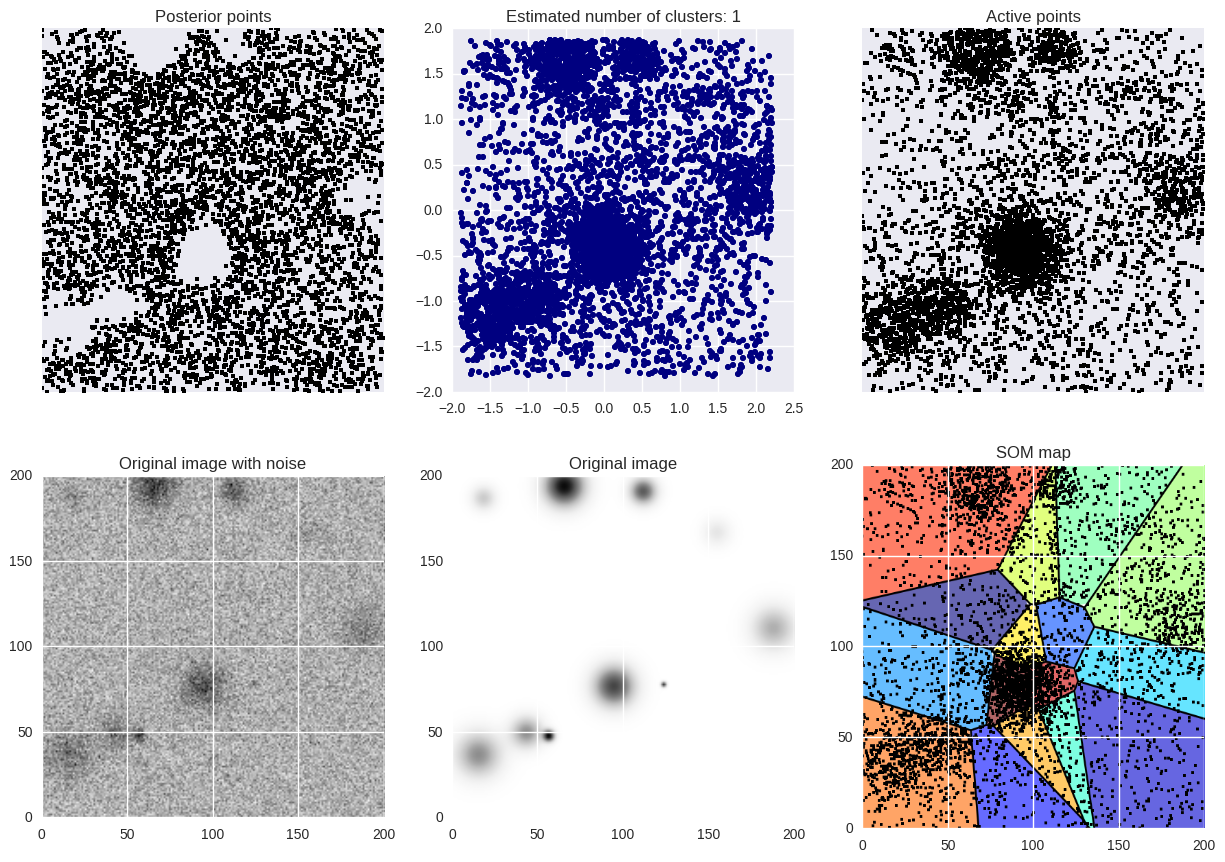 Posterior points
Estimated number of clusters: 1
Active points
2.0
1.5
1.0
0.5
0.0
−0.5
−1.0
−1.5
−2.0
−2.0 −1.5 −1.0 −0.5 0.0 0.5 1.0 1.5 2.0 2.5
Original image with noise
Original image
SOM map
200
150
100
50
0
0 50 100 150 200
200
150
100
50
0
0 50 100 150 200
200
150
100
50
0
0 50 100 150 200